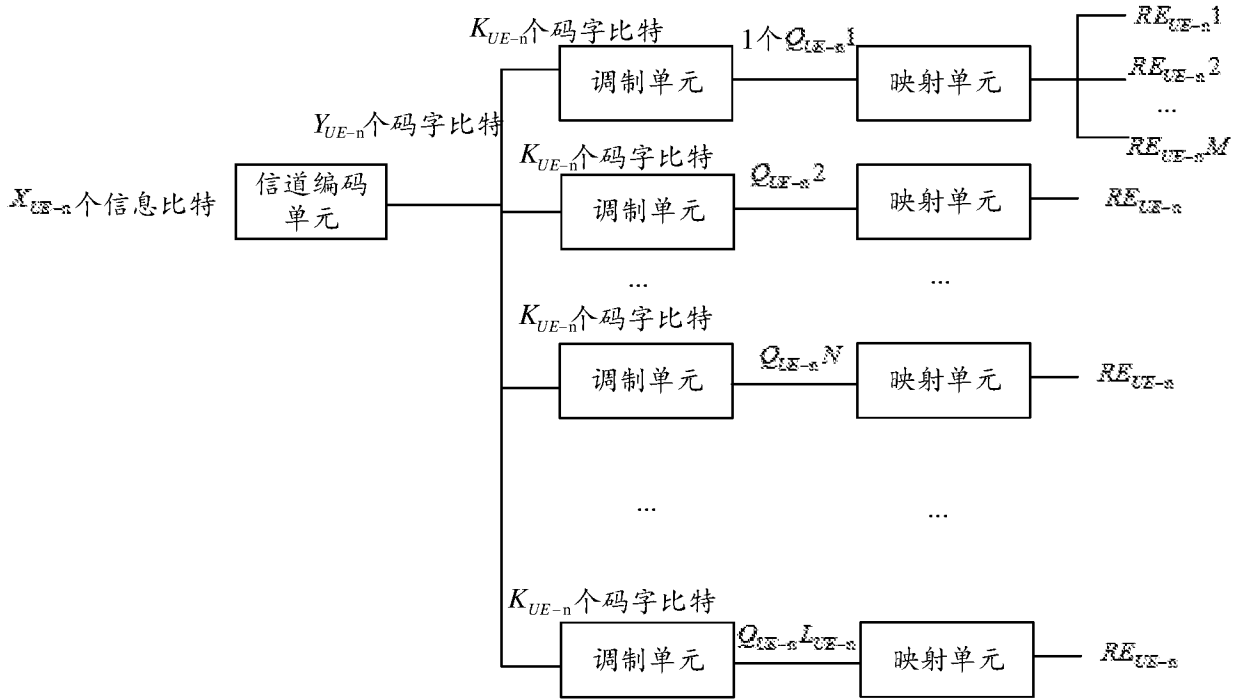 K_{UE-n}个码字比特
1个Q_{UE-n}1
RE_{UE-n}1
调制单元
映射单元
RE_{UE-n}2
...
RE_{UE-n}M
Y_{UE-n}个码字比特
K_{UE-n}个码字比特
X_{UE-n}个信息比特
信道编码
单元
Q_{UE-n}2
调制单元
映射单元
RE_{UE-n}
...
...
K_{UE-n}个码字比特
Q_{UE-n}N
调制单元
映射单元
RE_{UE-n}
...
...
K_{UE-n}个码字比特
Q_{UE-n}L_{UE-n}
调制单元
映射单元
RE_{UE-n}